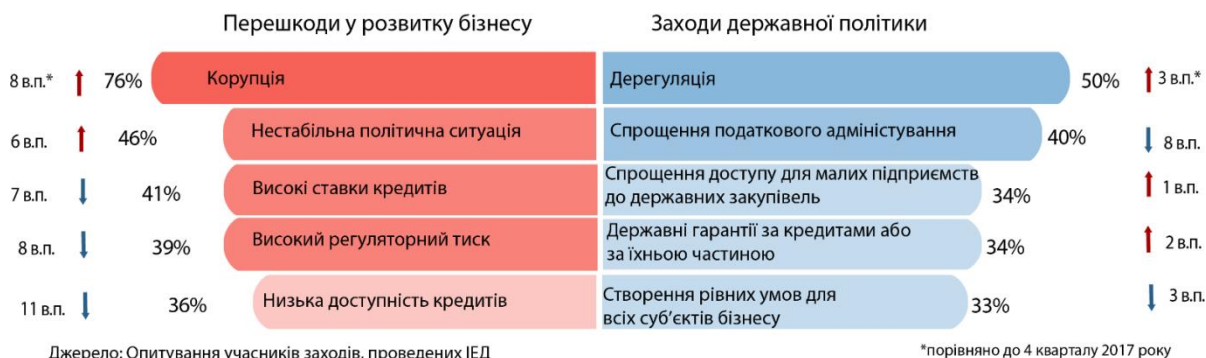 Перешкоди у розвитку бізнесу
Заходи державної політики
8 в.п.* 76% Корупція
Дерегуляція 50% 3 в.п.*
6 в.п. 46% Нестабільна політична ситуація
Спрощення податкового адміністування 40% 8 в.п.
7 в.п. 41% Високі ставки кредитів
Спрощення доступу для малих підприємств
до державних закупівель 34% 1 в.п.
8 в.п. 39% Високий регуляторний тиск
Державні гарантії за кредитами або
за їхньою частиною 34% 2 в.п.
11 в.п. 36% Низька доступність кредитів
Створення рівних умов для
всіх суб’єктів бізнесу 33% 3 в.п.
Джерело: Опитування учасників заходів, проведених ІЕД
*порівняно до 4 кварталу 2017 року